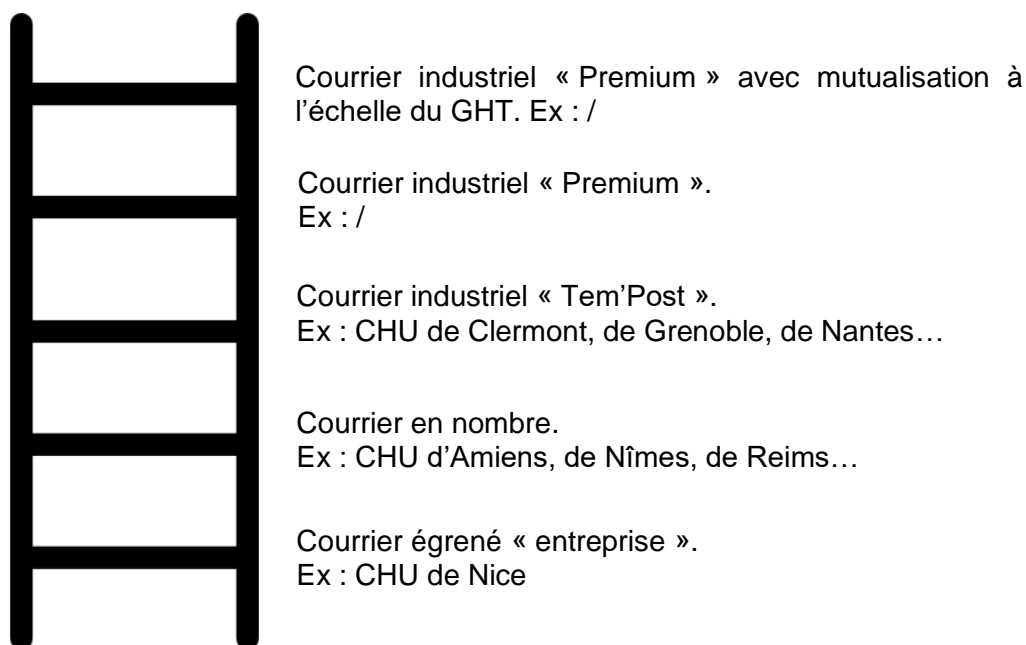 Courrier industriel « Premium » avec mutualisation à
l’échelle du GHT. Ex : /
Courrier industriel « Premium ».
Ex : /
Courrier industriel « Tem’Post ».
Ex : CHU de Clermont, de Grenoble, de Nantes…
Courrier en nombre.
Ex : CHU d’Amiens, de Nîmes, de Reims…
Courrier égrené « entreprise ».
Ex : CHU de Nice